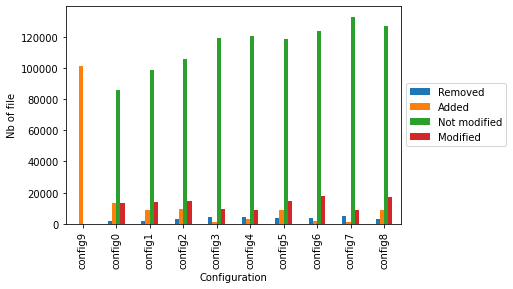 Nb of file
120000
100000
80000
60000
40000
20000
0
config9
config0
config1
config2
config3
config4
config5
config6
config7
config8
Configuration
Removed
Added
Not modified
Modified